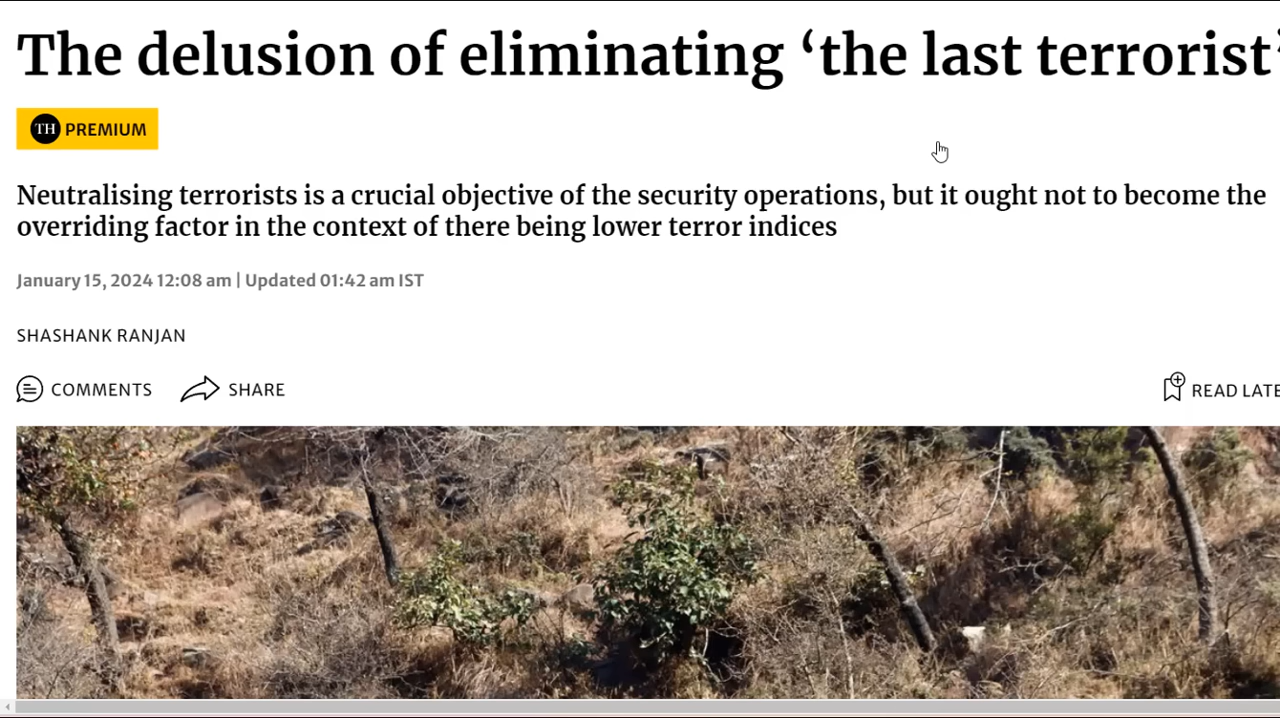 The delusion of eliminating ‘the last terrorist’
TH PREMIUM
Neutralising terrorists is a crucial objective of the security operations, but it ought not to become the
overriding factor in the context of there being lower terror indices
January 15, 2024 12:08 am | Updated 01:42 am IST
SHASHANK RANJAN
COMMENTS SHARE READ LATE